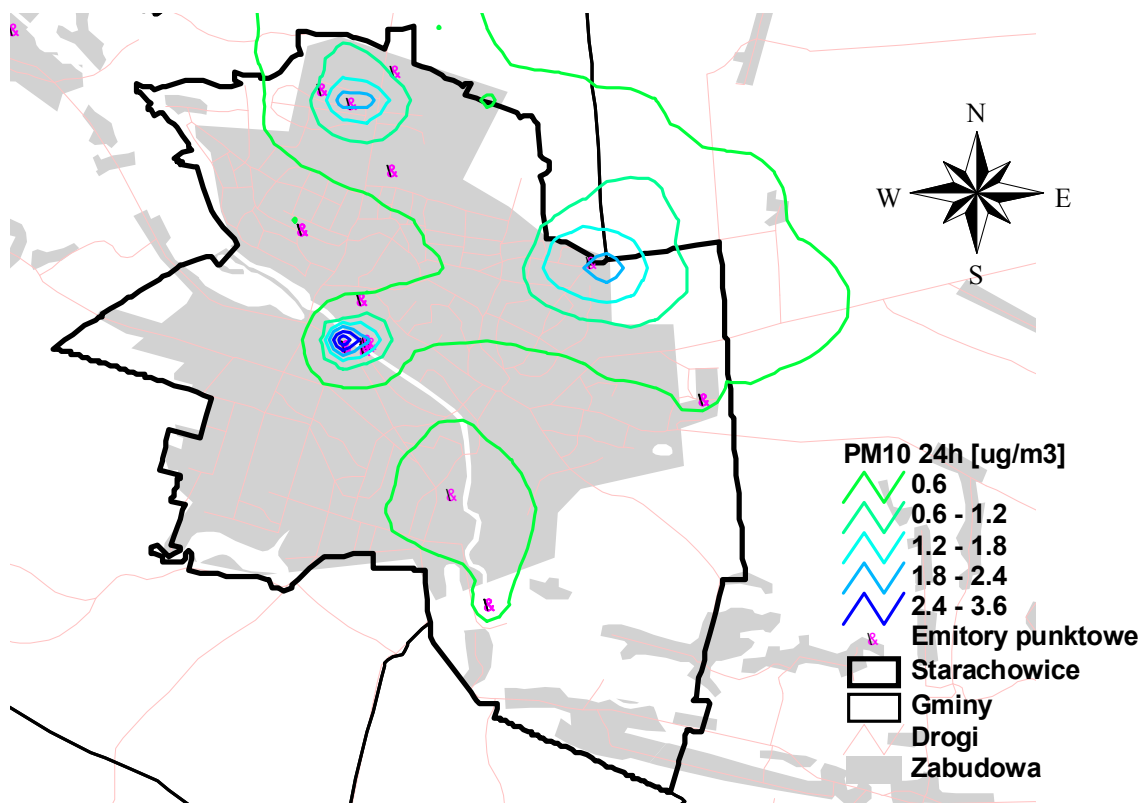 N
W
E
S
PM10 24h [ug/m3]
0.6
0.6 - 1.2
1.2 - 1.8
1.8 - 2.4
2.4 - 3.6
& Emitory punktowe
Starachowice
Gminy
Drogi
Zabudowa